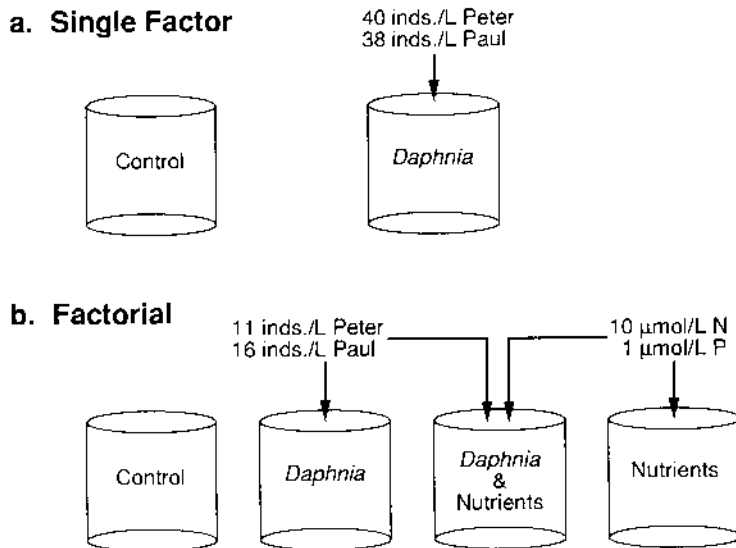 a. Single Factor
40 inds./L Peter
38 inds./L Paul
Control
Daphnia
b. Factorial
11 inds./L Peter
16 inds./L Paul
10 μmol/L N
1 μmol/L P
Control
Daphnia
Daphnia
&
Nutrients
Nutrients